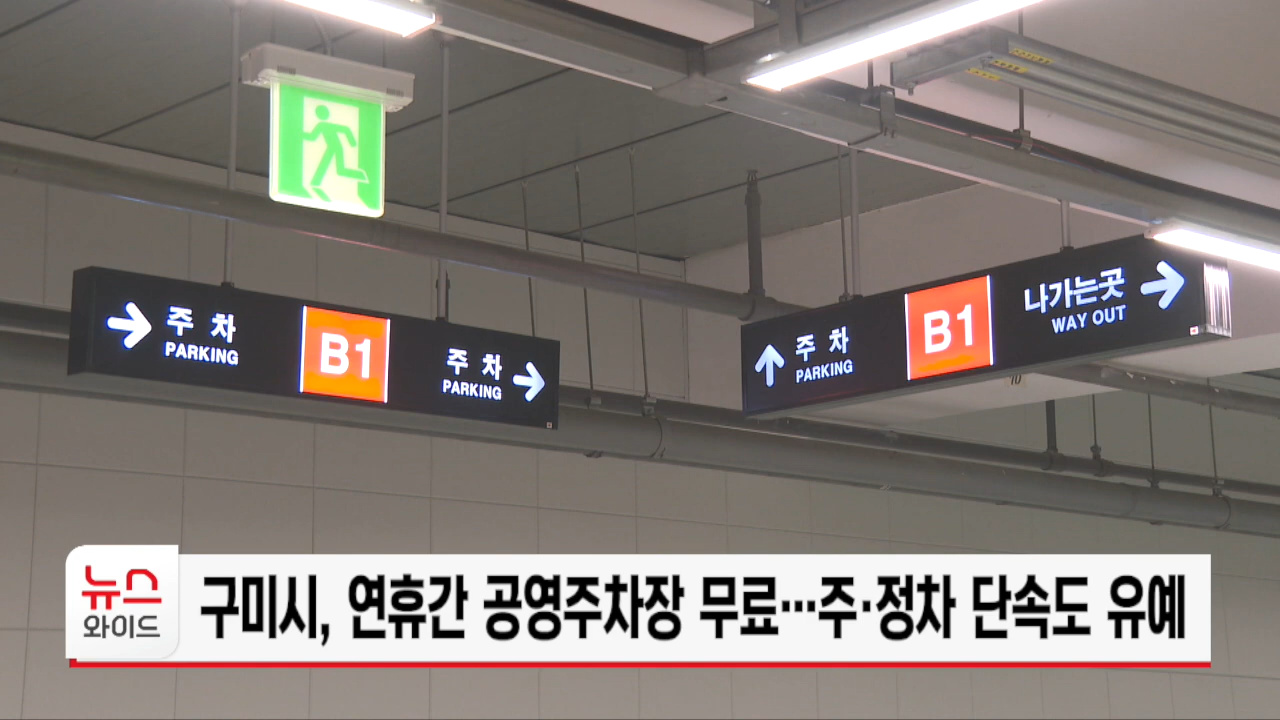 주 차
PARKING
B1
주 차
PARKING
주 차
PARKING
B1
나가는곳
WAY OUT
뉴스
와이드
구미시, 연휴간 공영주차장 무료…주·정차 단속도 유예